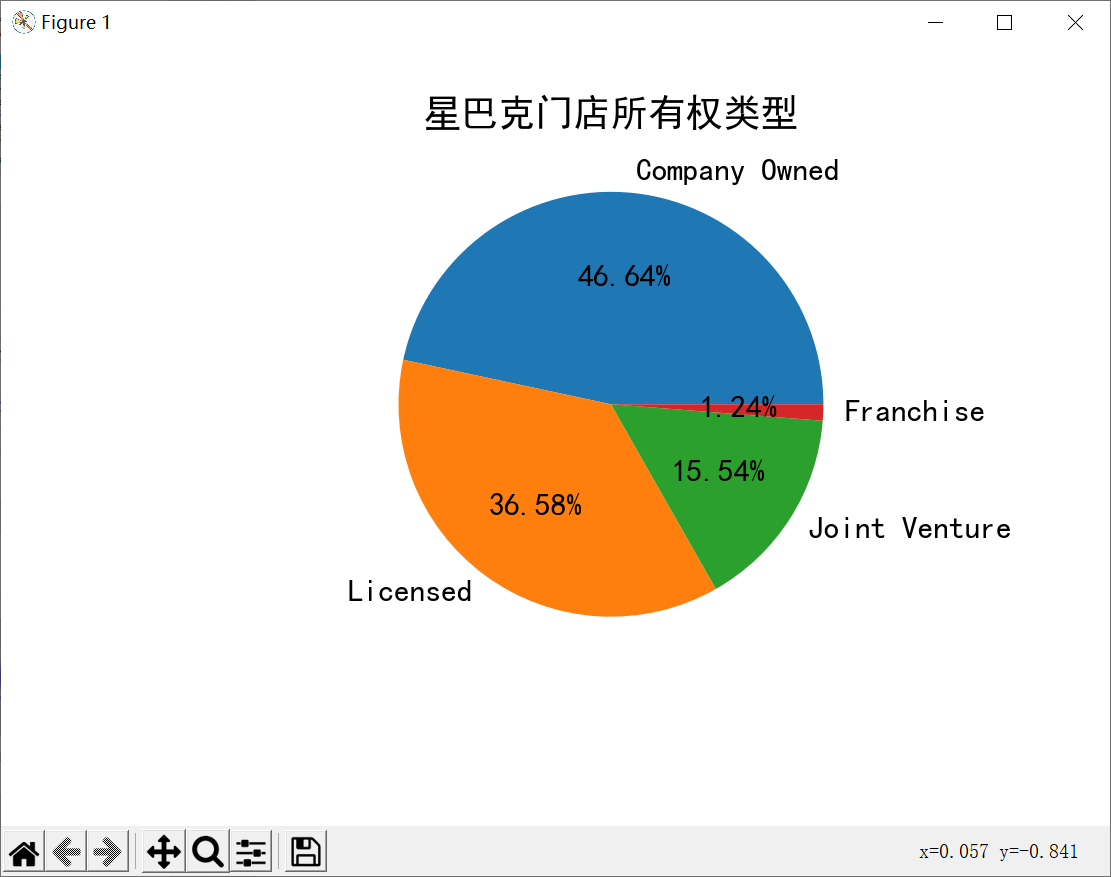 Figure 1
星巴克门店所有权类型
Company Owned
46.64%
1.24%
Franchise
15.54%
36.58%
Joint Venture
Licensed
x=0.057 y=-0.841